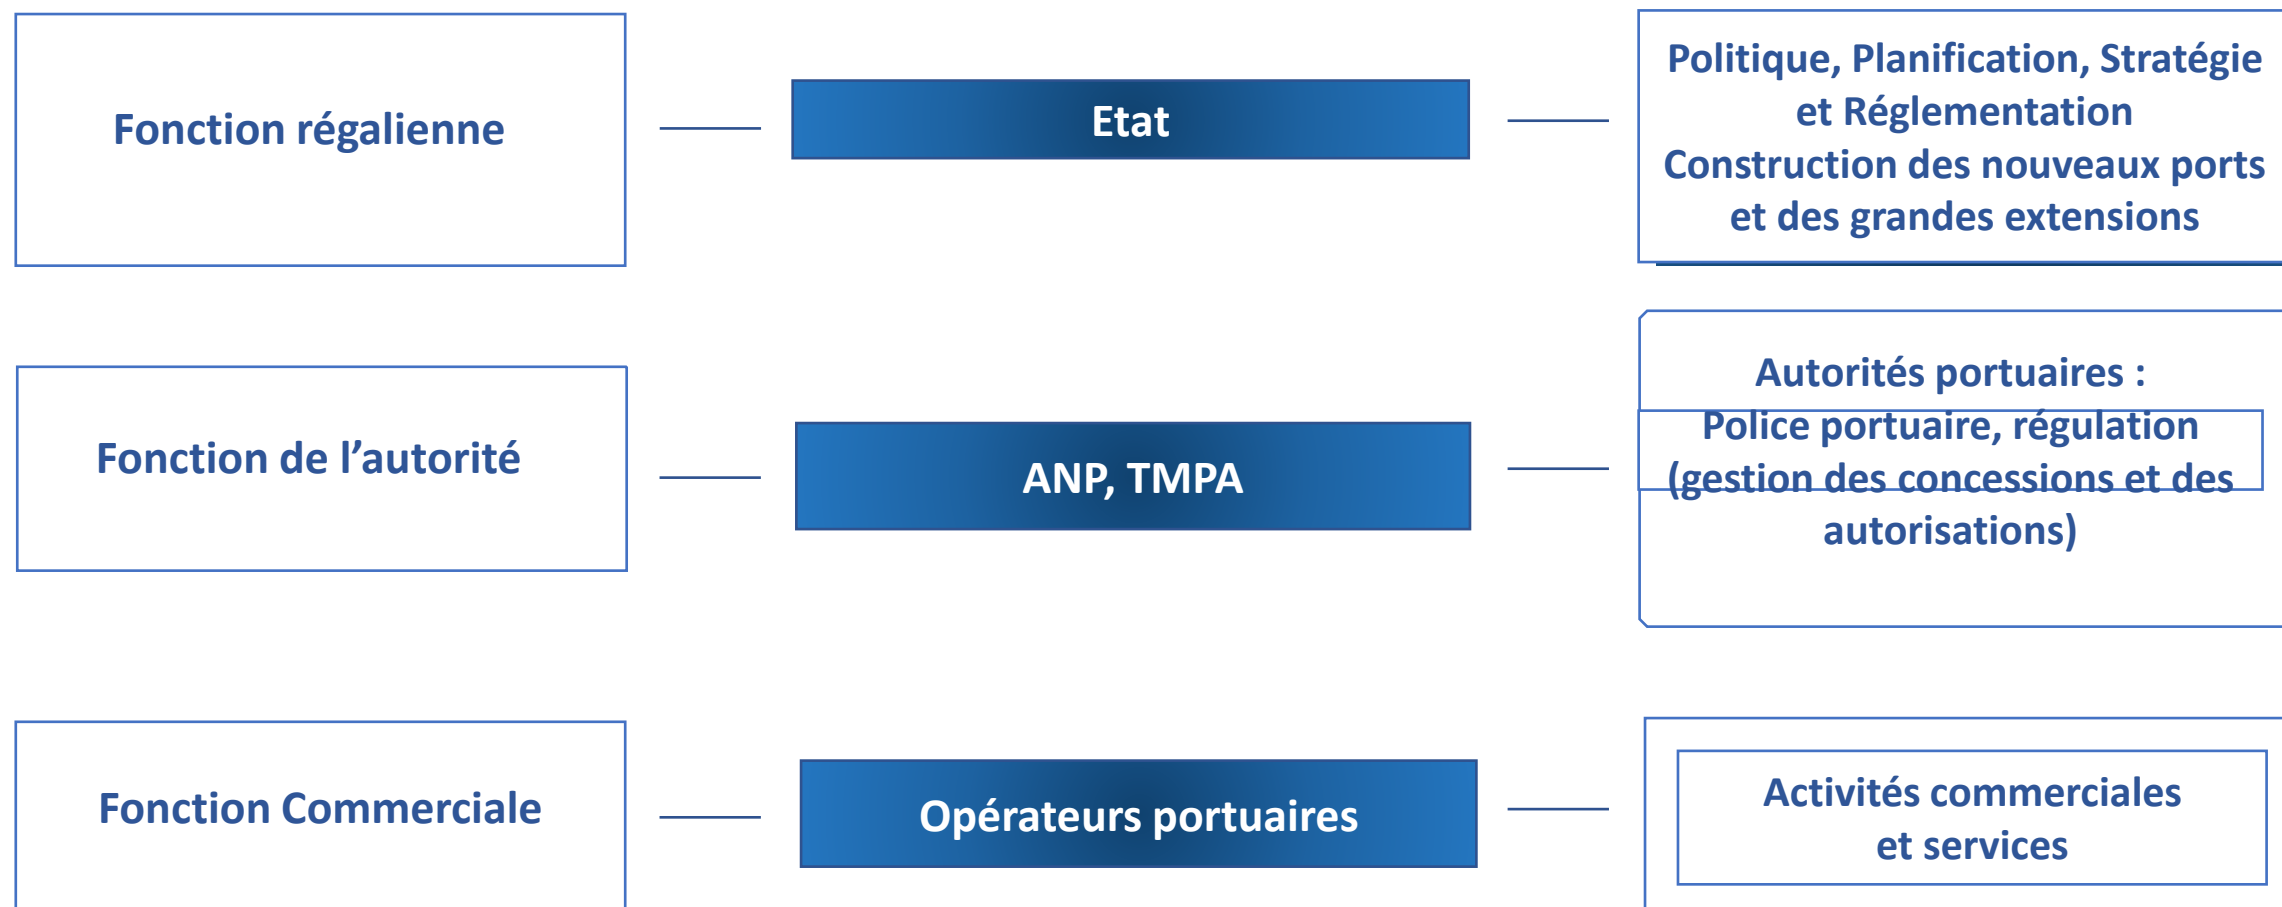 Fonction régalienne
Etat
Politique, Planification, Stratégie
et Réglementation
Construction des nouveaux ports
et des grandes extensions
Fonction de l’autorité
ANP, TMPA
Autorités portuaires :
Police portuaire, régulation
(gestion des concessions et des
autorisations)
Fonction Commerciale
Opérateurs portuaires
Activités commerciales
et services